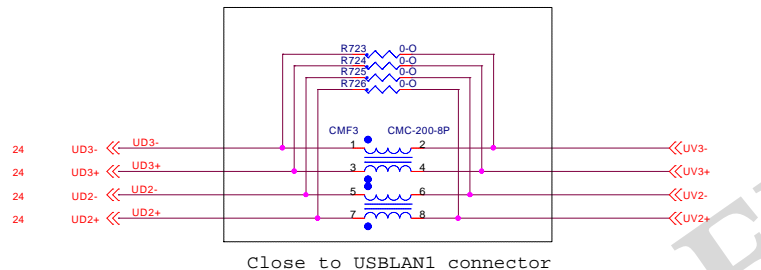 R723 0-O
R724 0-O
R725 0-O
R726 0-O
CMF3 CMC-200-8P
24 UD3- UD3- 1 2 UV3-
24 UD3+ UD3+ 3 4 UV3+
24 UD2- UD2- 5 6 UV2-
24 UD2+ UD2+ 7 8 UV2+
Close to USBLAN1 connector